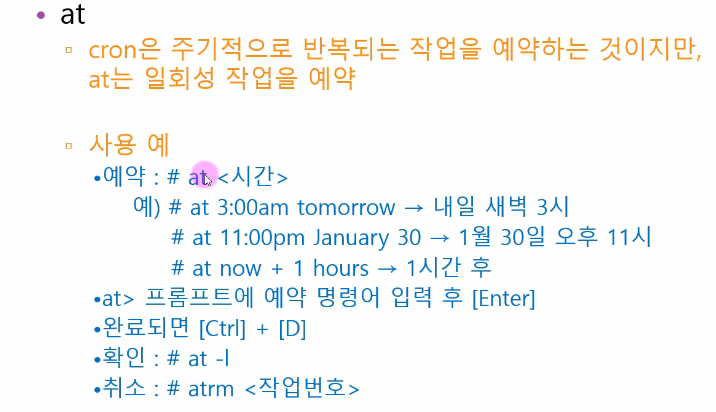 • at
▫ cron은 주기적으로 반복되는 작업을 예약하는 것이지만,
at는 일회성 작업을 예약
▫ 사용 예
•예약 : # at <시간>
예) # at 3:00am tomorrow → 내일 새벽 3시
# at 11:00pm January 30 → 1월 30일 오후 11시
# at now + 1 hours → 1시간 후
•at> 프롬프트에 예약 명령어 입력 후 [Enter]
•완료되면 [Ctrl] + [D]
•확인 : # at -l
•취소 : # atrm <작업번호>